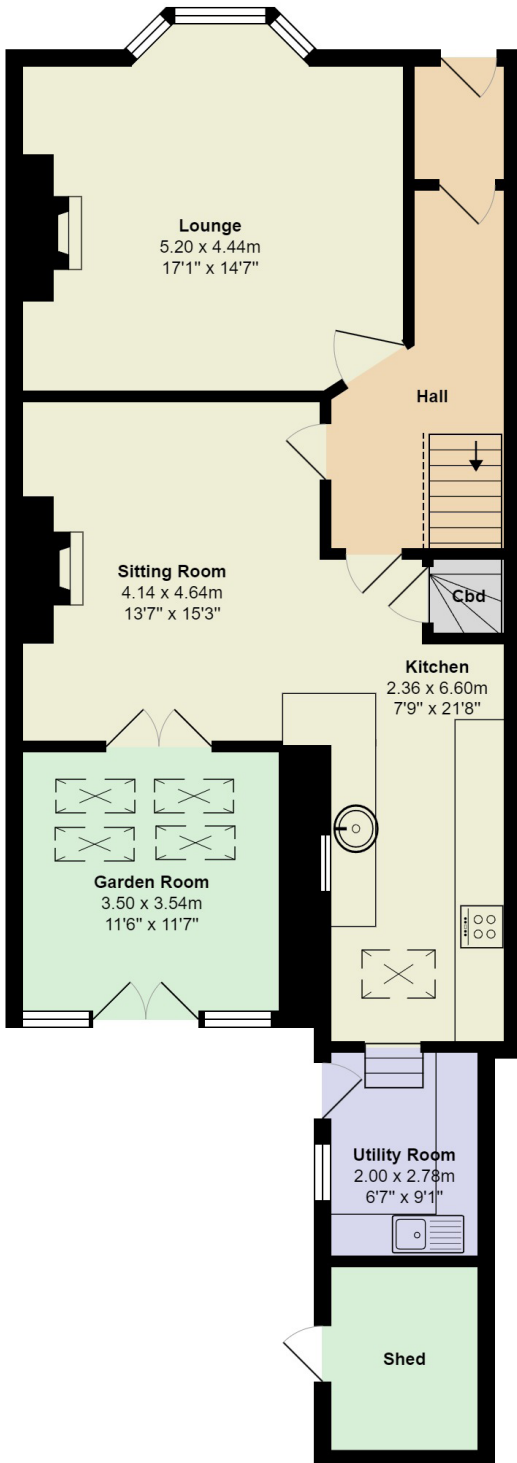 Lounge
5.20 x 4.44m
17'1" x 14'7"
Hall
Sitting Room
4.14 x 4.64m
13'7" x 15'3"
Cbd
Kitchen
2.36 x 6.60m
7'9" x 21'8"
Garden Room
3.50 x 3.54m
11'6" x 11'7"
Utility Room
2.00 x 2.78m
6'7" x 9'1"
Shed